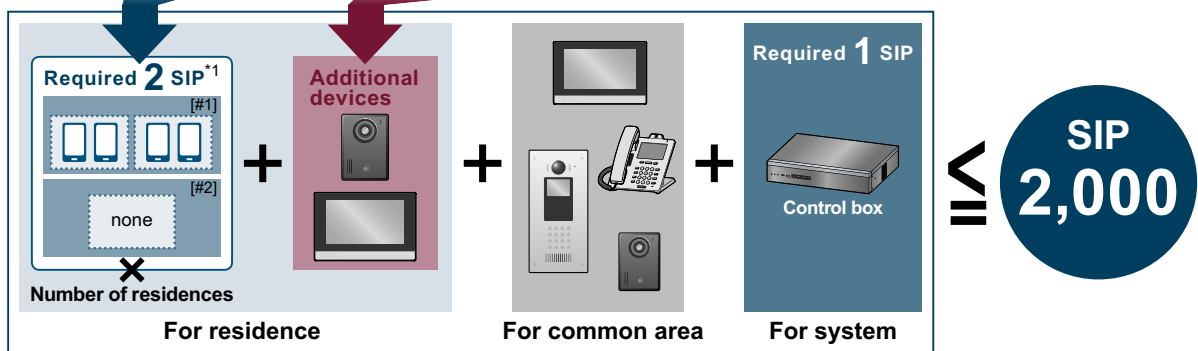 Required 2 SIP*1
[#1]
[#2]
none
×
Number of residences
+
Additional
devices
For residence
+
For common area
+
Required 1 SIP
Control box
For system
≦
SIP
2,000